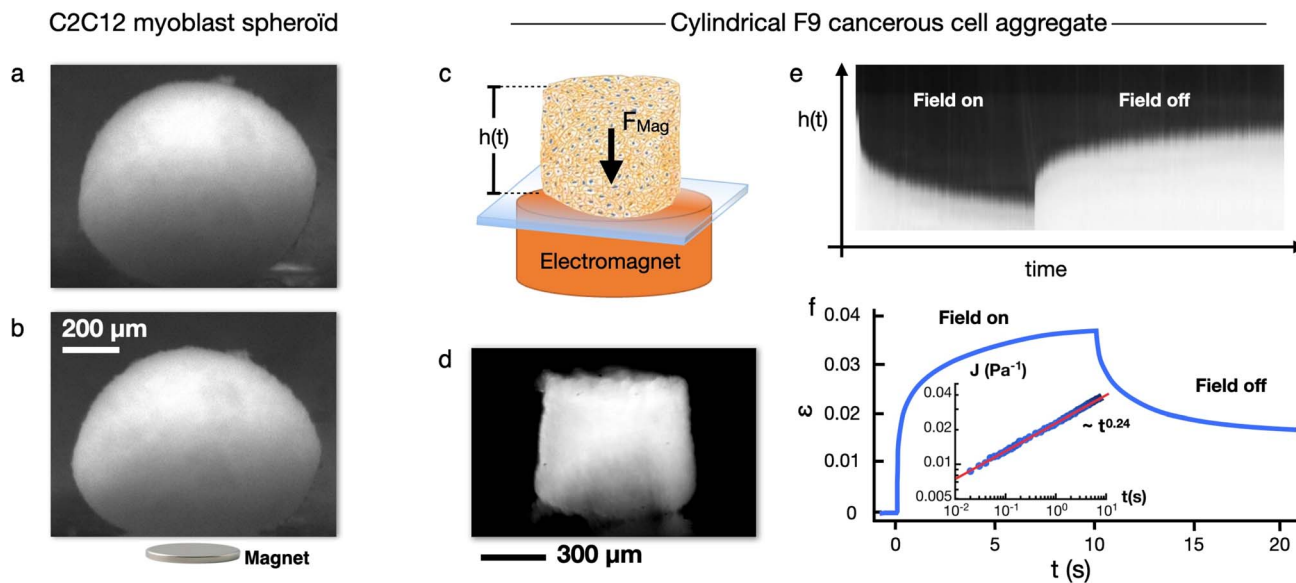 C2C12 myoblast spheroïd
Cylindrical F9 cancerous cell aggregate
a
b
200 µm
Magnet
c
h(t)
F_Mag
Electromagnet
d
300 µm
e
h(t)
Field on
Field off
time
f
0.04
0.03
0.02
0.01
0
ε
Field on
Field off
J (Pa⁻¹)
0.04
0.02
0.01
0.005
~ t^0.24
10⁻² 10⁻¹ 10⁰ 10¹
t(s)
0 5 10 15 20
t (s)